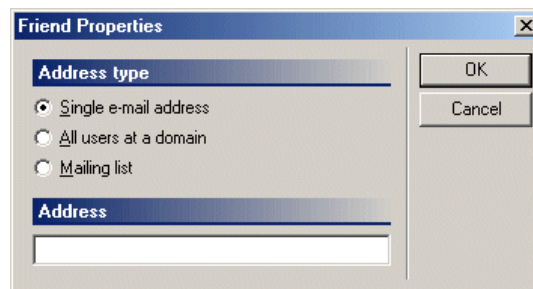 Friend Properties
Address type
Single e-mail address
All users at a domain
Mailing list
Address
OK
Cancel